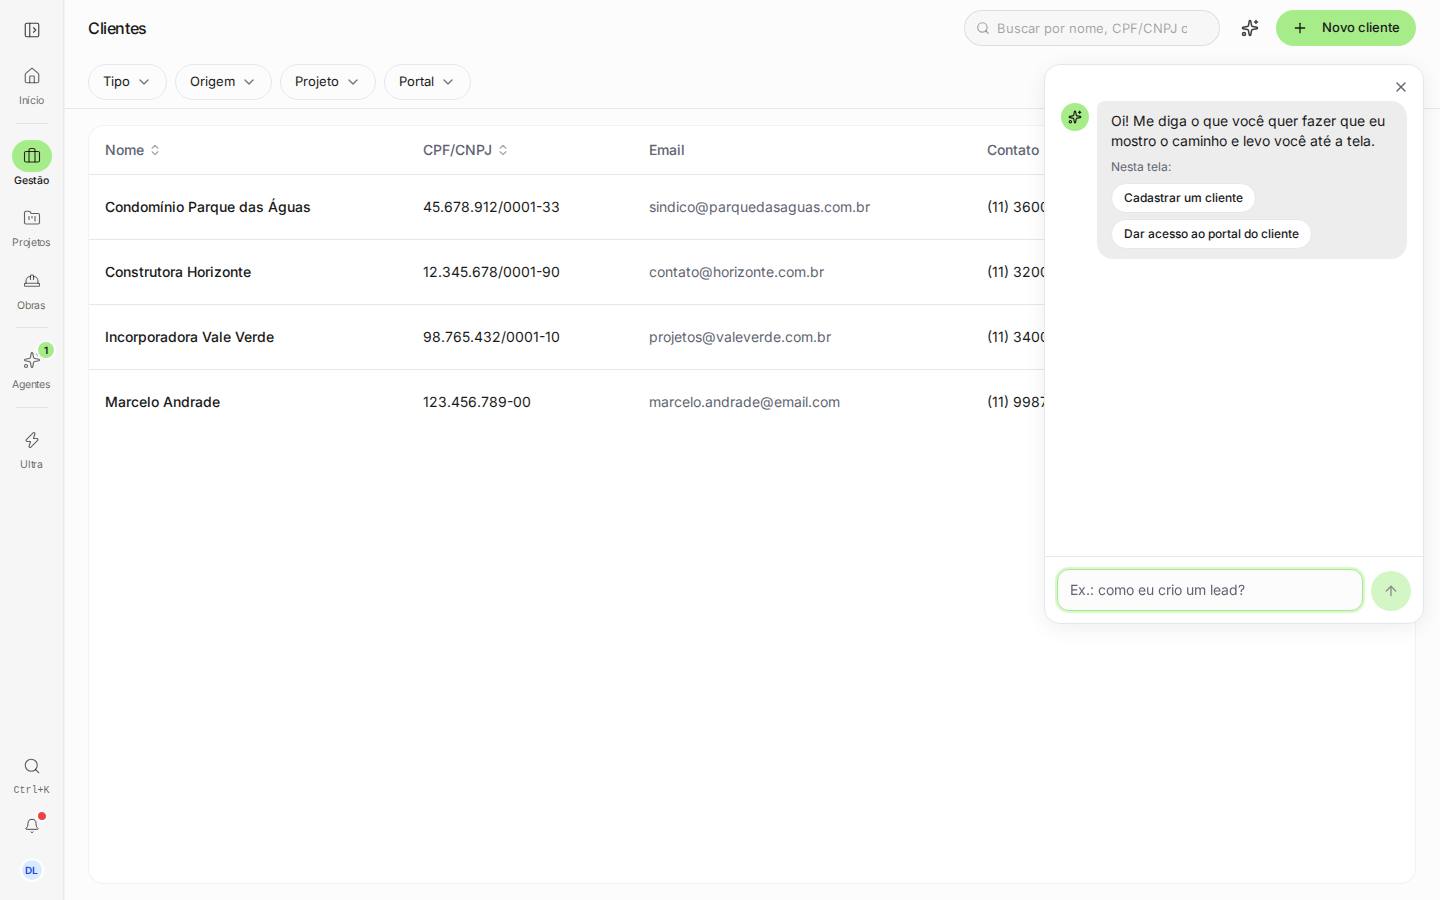 Clientes
Buscar por nome, CPF/CNPJ
Novo cliente
Início
Gestão
Projetos
Obras
1
Agentes
Ultra
Ctrl+K
DL
Tipo
Origem
Projeto
Portal
Nome
CPF/CNPJ
Email
Contato
Condomínio Parque das Águas
45.678.912/0001-33
sindico@parquedasaguas.com.br
(11) 3600
Construtora Horizonte
12.345.678/0001-90
contato@horizonte.com.br
(11) 3200
Incorporadora Vale Verde
98.765.432/0001-10
projetos@valeverde.com.br
(11) 3400
Marcelo Andrade
123.456.789-00
marcelo.andrade@email.com
(11) 9987
Oi! Me diga o que você quer fazer que eu
mostro o caminho e levo você até a tela.
Nesta tela:
Cadastrar um cliente
Dar acesso ao portal do cliente
Ex.: como eu crio um lead?